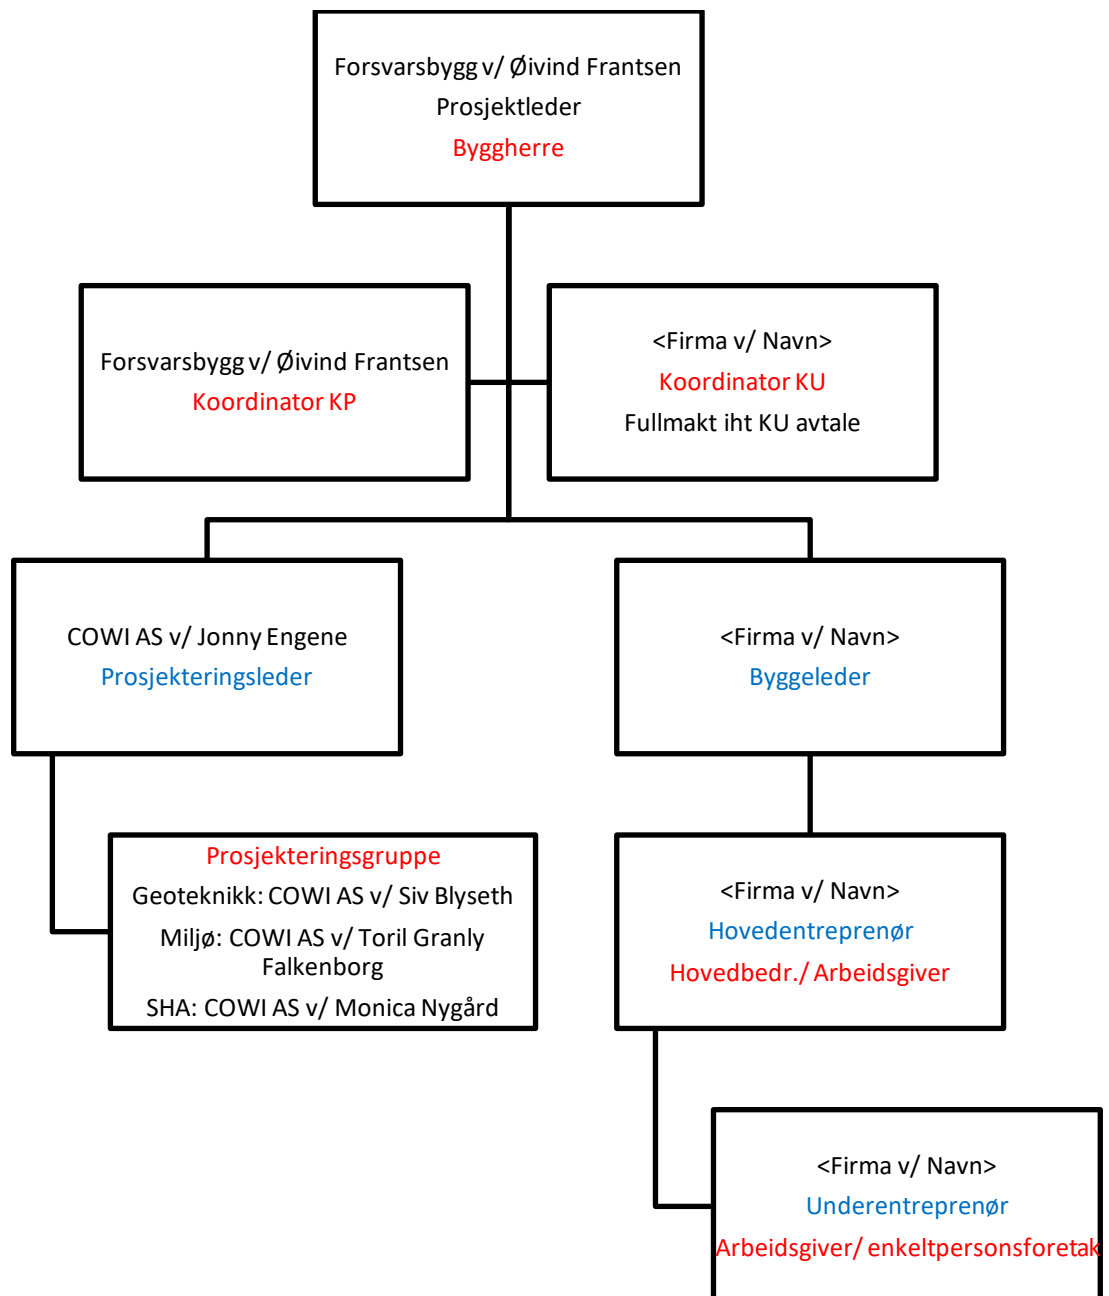 Forsvarsbygg v/ Øivind Frantsen
Prosjektleder
Byggherre
Forsvarsbygg v/ Øivind Frantsen
Koordinator KP
<Firma v/ Navn>
Koordinator KU
Fullmakt iht KU avtale
COWI AS v/ Jonny Engene
Prosjekteringsleder
<Firma v/ Navn>
Byggeleder
Prosjekteringsgruppe
Geoteknikk: COWI AS v/ Siv Blyseth
Miljø: COWI AS v/ Toril Granly
Falkenborg
SHA: COWI AS v/ Monica Nygård
<Firma v/ Navn>
Hovedentreprenør
Hovedbedr./ Arbeidsgiver
<Firma v/ Navn>
Underentreprenør
Arbeidsgiver/ enkeltpersonsforetak